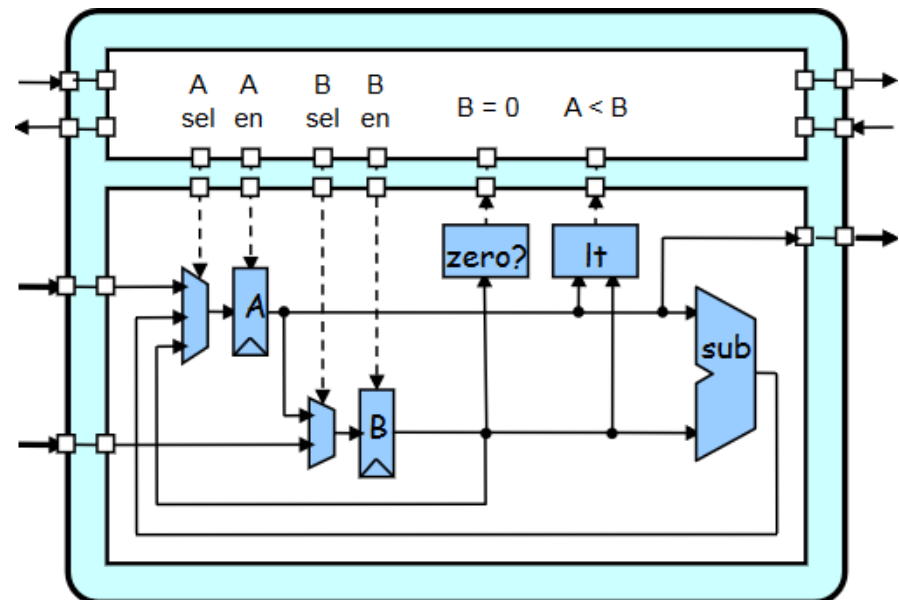 A A B B
sel en sel en
B = 0 A < B
zero? lt
A
sub
B